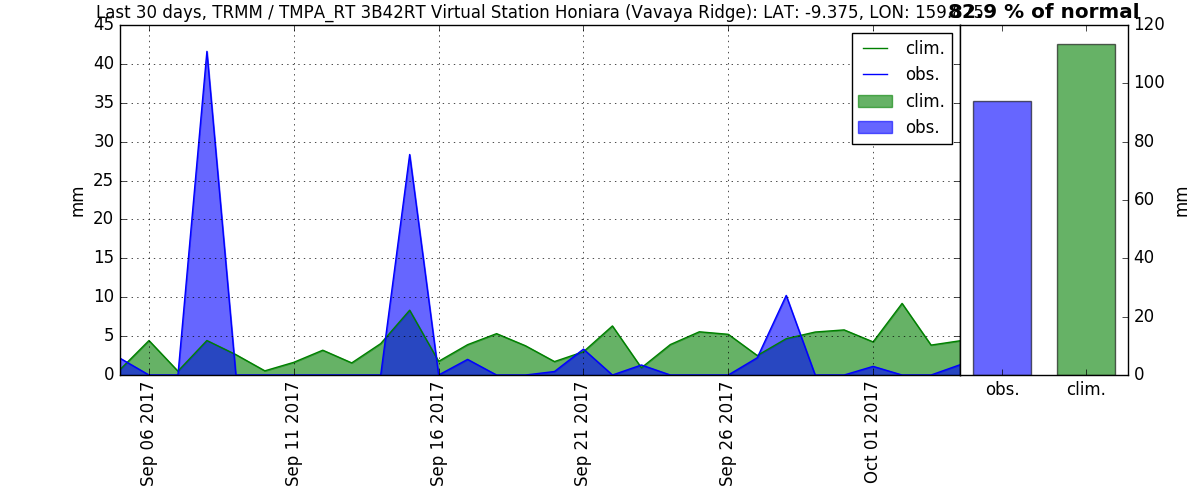 Last 30 days, TRMM / TMPA_RT 3B42RT Virtual Station Honiara (Vavaya Ridge): LAT: -9.375, LON:
82.9 % of normal
45
40
35
30
25
20
15
10
5
0
mm
clim.
obs.
clim.
obs.
Sep 06 2017
Sep 11 2017
Sep 16 2017
Sep 21 2017
Sep 26 2017
Oct 01 2017
120
100
80
60
40
20
0
mm
obs.
clim.